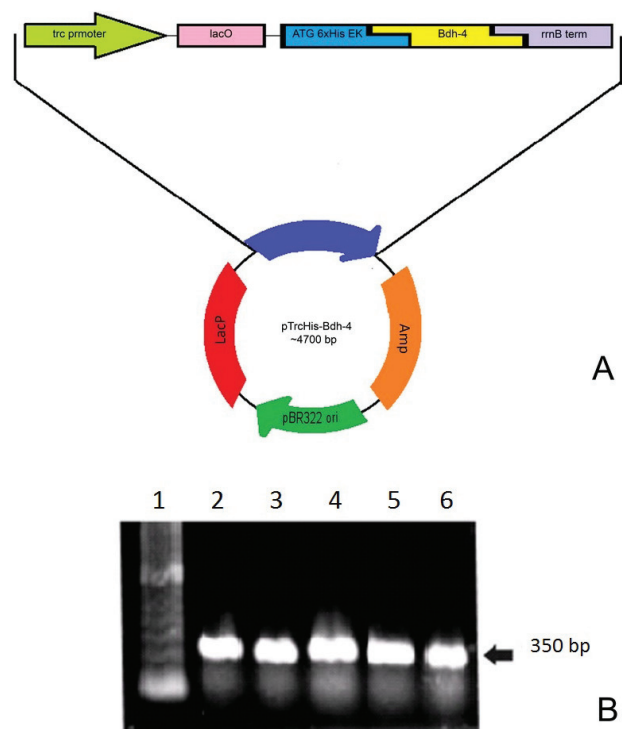 trc prmoter lacO ATG 6xHis EK Bdh-4 rrnB term
LacP pTrcHis-Bdh-4 Amp
~4700 bp
pBR322 ori
A
1 2 3 4 5 6
350 bp
B